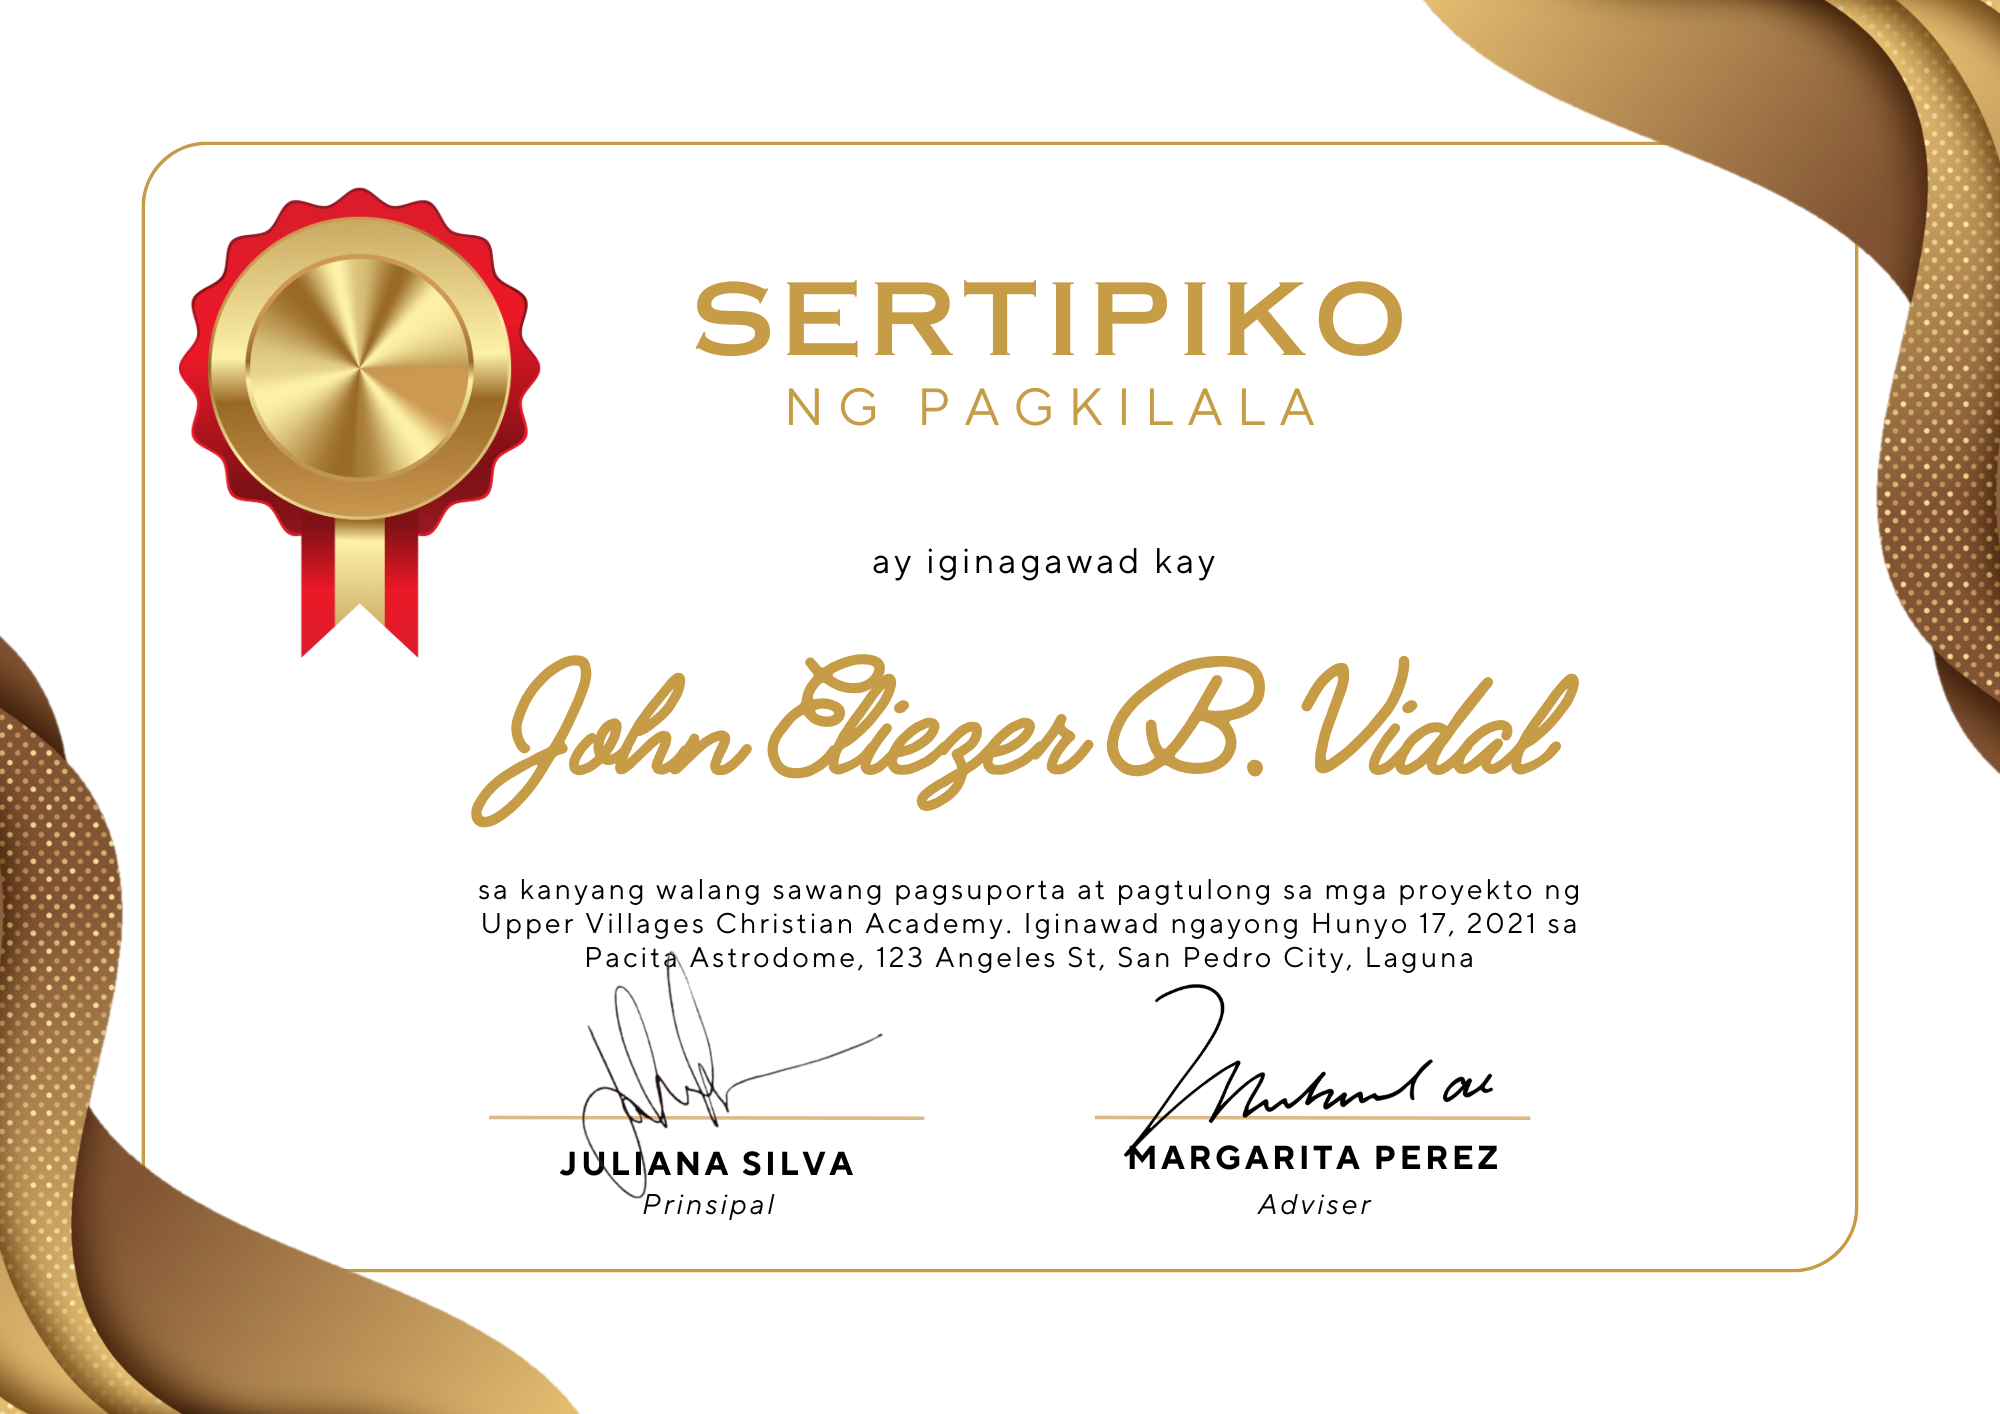 SERTIPIKO
NG PAGKILALA
ay iginagawad kay
John Eliezer B. Vidal
sa kanyang walang sawang pagsuporta at pagtulong sa mga proyekto ng
Upper Villages Christian Academy. Iginawad ngayong Hunyo 17, 2021 sa
Pacita Astrodome, 123 Angeles St, San Pedro City, Laguna
JULIANA SILVA
Prinsipal
MARGARITA PEREZ
Adviser